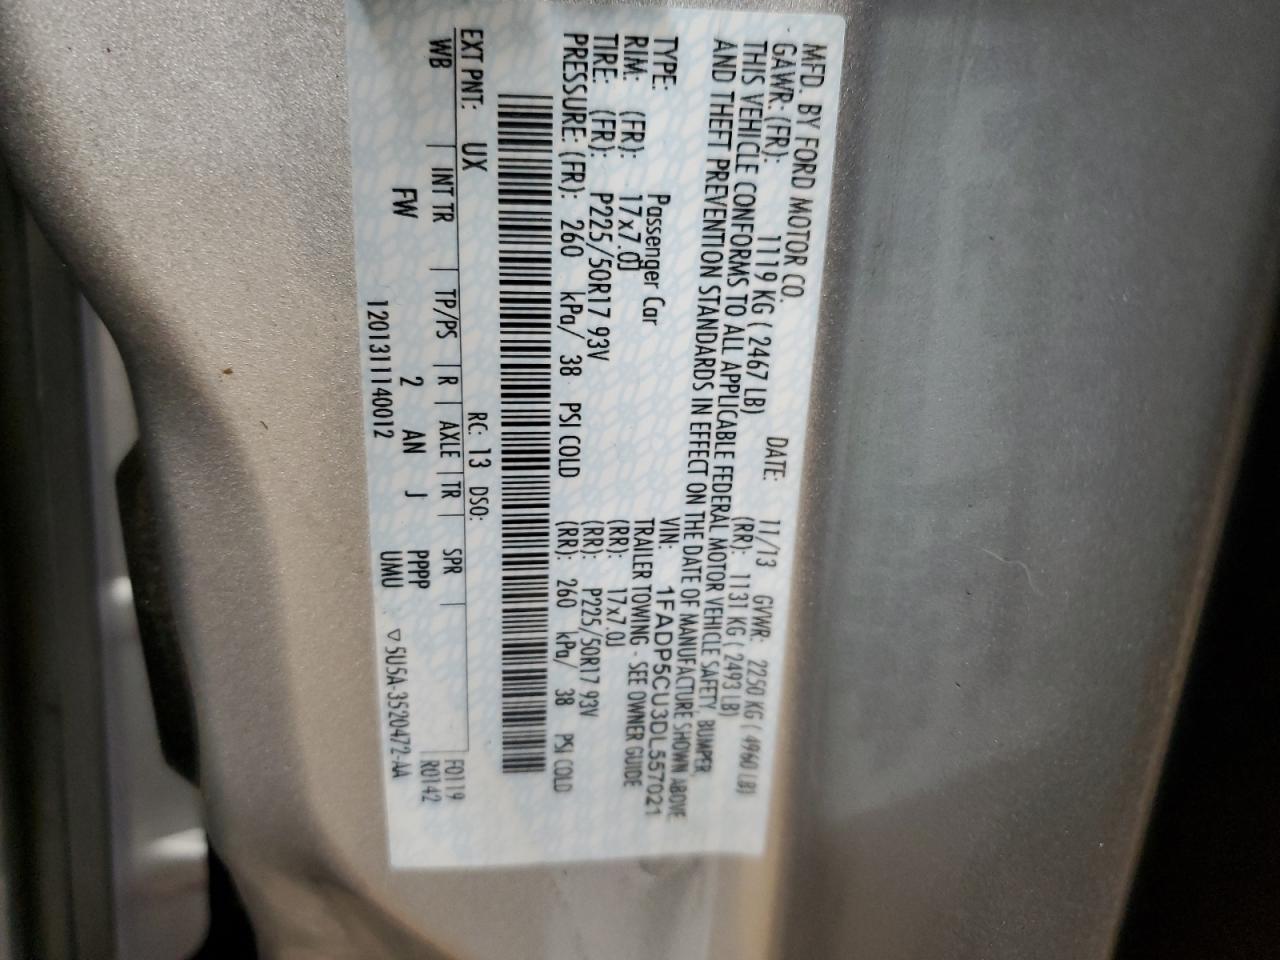 MFD. BY FORD MOTOR CO.
DATE: 11/13 GVWR: 2250 KG ( 4960 LB)
GAWR: (FR): 1119 KG ( 2467 LB) (RR): 1131 KG ( 2493 LB)
THIS VEHICLE CONFORMS TO ALL APPLICABLE FEDERAL MOTOR VEHICLE SAFETY, BUMPER,
AND THEFT PREVENTION STANDARDS IN EFFECT ON THE DATE OF MANUFACTURE SHOWN ABOVE
VIN: 1FADP5CU3DL557021
TYPE: Passenger Car TRAILER TOWING - SEE OWNER GUIDE
RIM: (FR): 17x7.0J (RR): 17x7.0J
TIRE: (FR): P225/50R17 93V (RR): P225/50R17 93V
PRESSURE: (FR): 260 kPa/ 38 PSI COLD (RR): 260 kPa/ 38 PSI COLD
EXT PNT: UX RC: 13 DSO: F0119
WB | INT TR | TP/PS | R | AXLE | TR | SPR | R0142
FW 2 AN J PPPP
UMU ▽5U5A-3520472-AA
120131114OO12